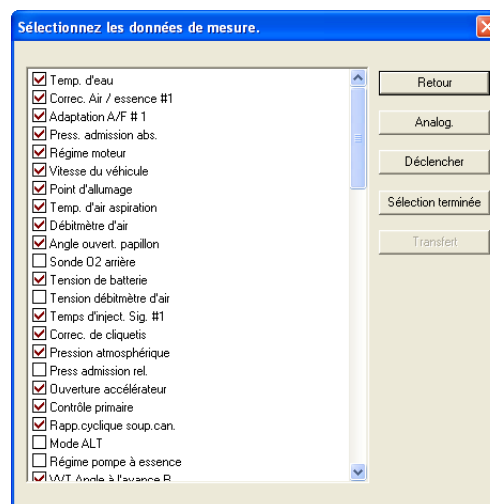 Sélectionnez les données de mesure.
Temp. d'eau
Correc. Air / essence #1
Adaptation A/F # 1
Press. admission abs.
Régime moteur
Vitesse du véhicule
Point d'allumage
Temp. d'air aspiration
Débitmètre d'air
Angle ouvert. papillon
Sonde O2 arrière
Tension de batterie
Tension débitmètre d'air
Temps d'inject. Sig. #1
Correc. de cliquetis
Pression atmosphérique
Press admission rel.
Ouverture accélérateur
Contrôle primaire
Rapp.cyclique soup.can.
Mode ALT
Régime pompe à essence
VVT Angle à l'avance R
Retour
Analog.
Déclencher
Sélection terminée
Transfert